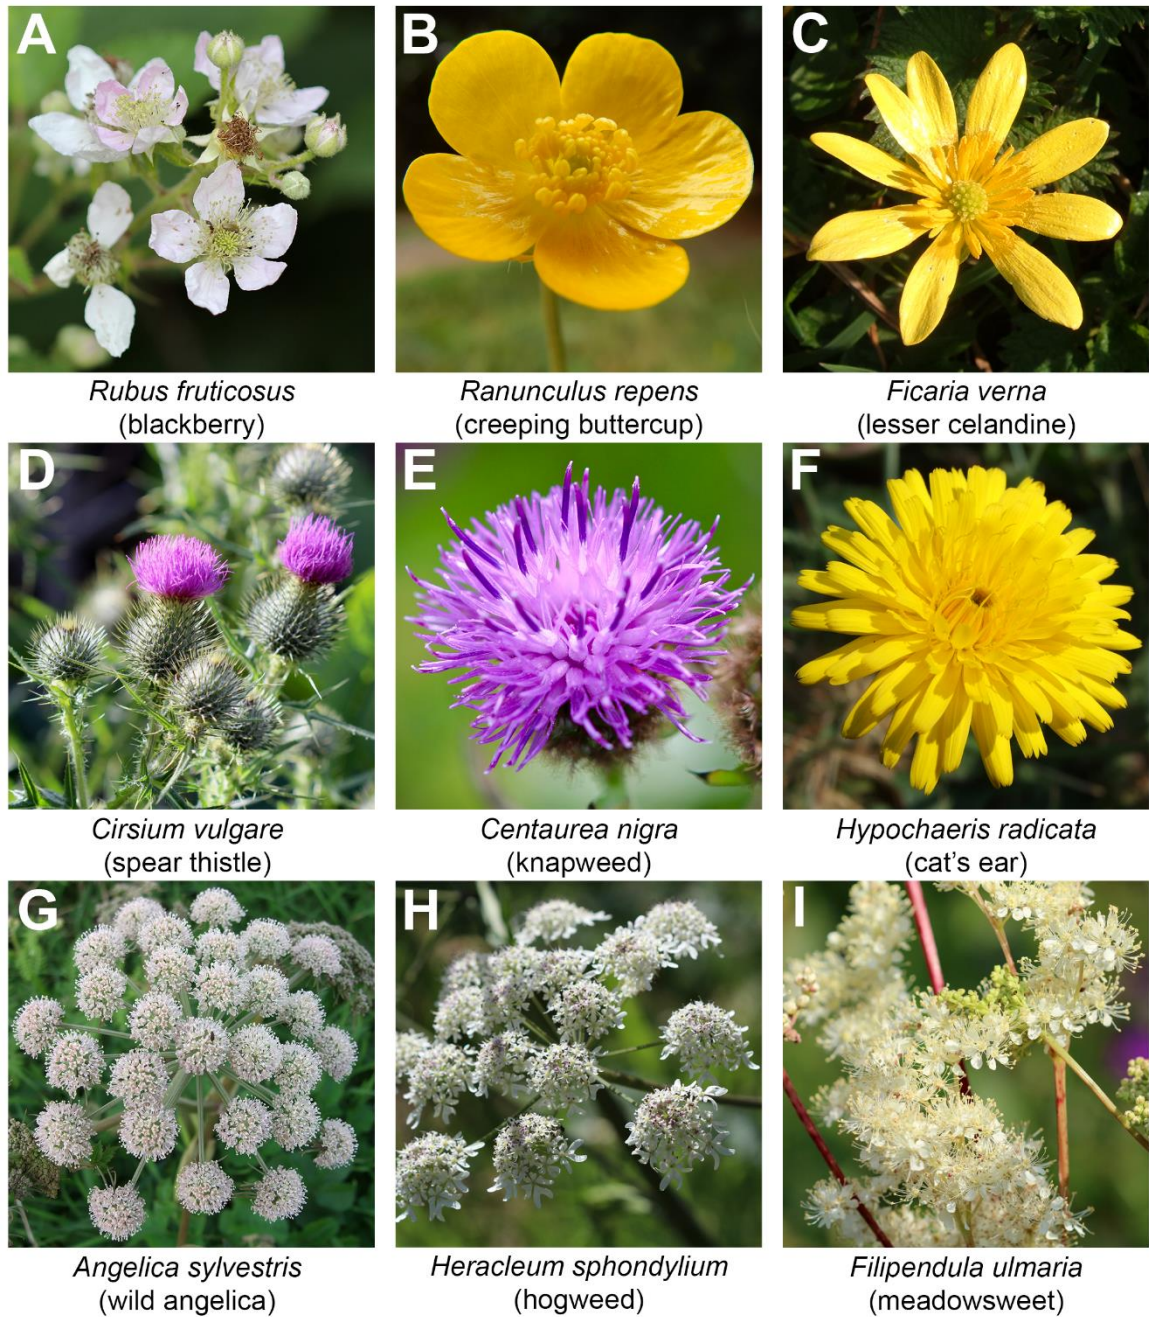 A
B
C
Rubus fruticosus
(blackberry)
Ranunculus repens
(creeping buttercup)
Ficaria verna
(lesser celandine)
D
E
F
Cirsium vulgare
(spear thistle)
Centaurea nigra
(knapweed)
Hypochaeris radicata
(cat's ear)
G
H
I
Angelica sylvestris
(wild angelica)
Heracleum sphondylium
(hogweed)
Filipendula ulmaria
(meadowsweet)